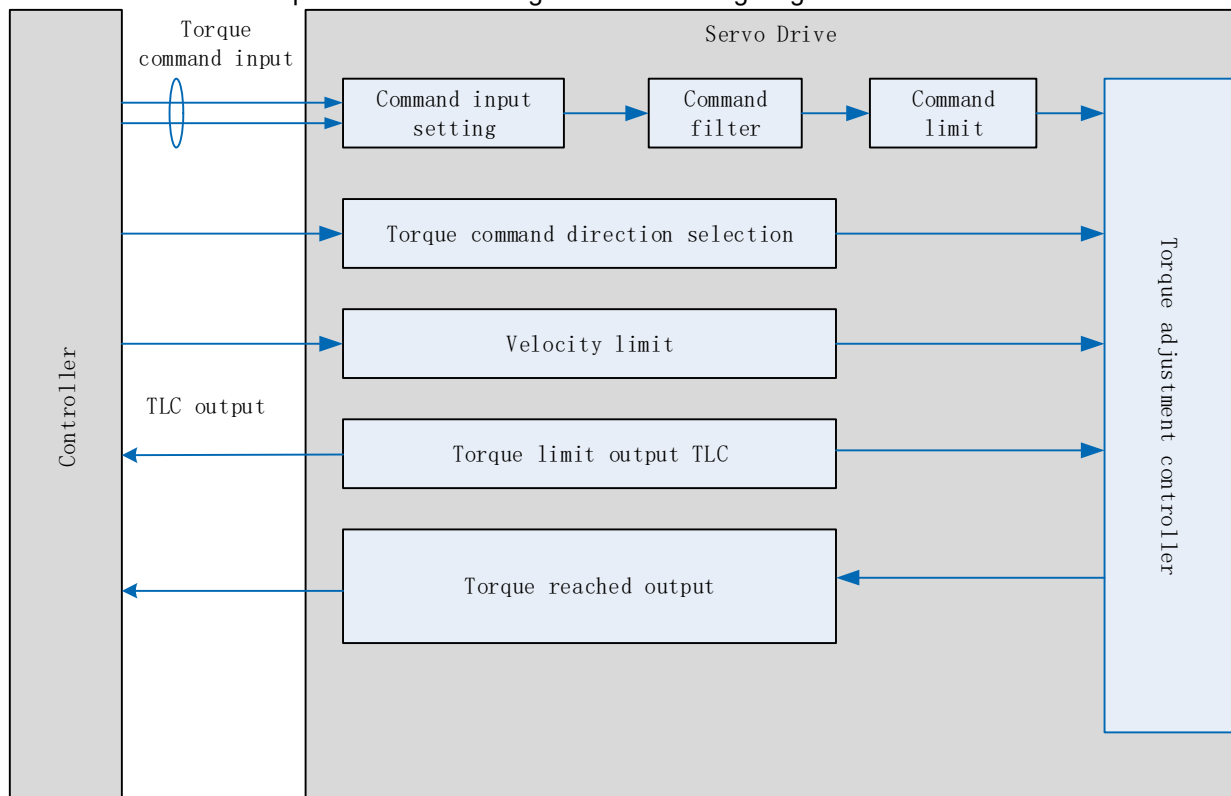 Torque
command input
Servo Drive
Command input
setting
Command
filter
Command
limit
Torque command direction selection
Velocity limit
TLC output
Torque limit output TLC
Torque reached output
Controller
Torque adjustment controller